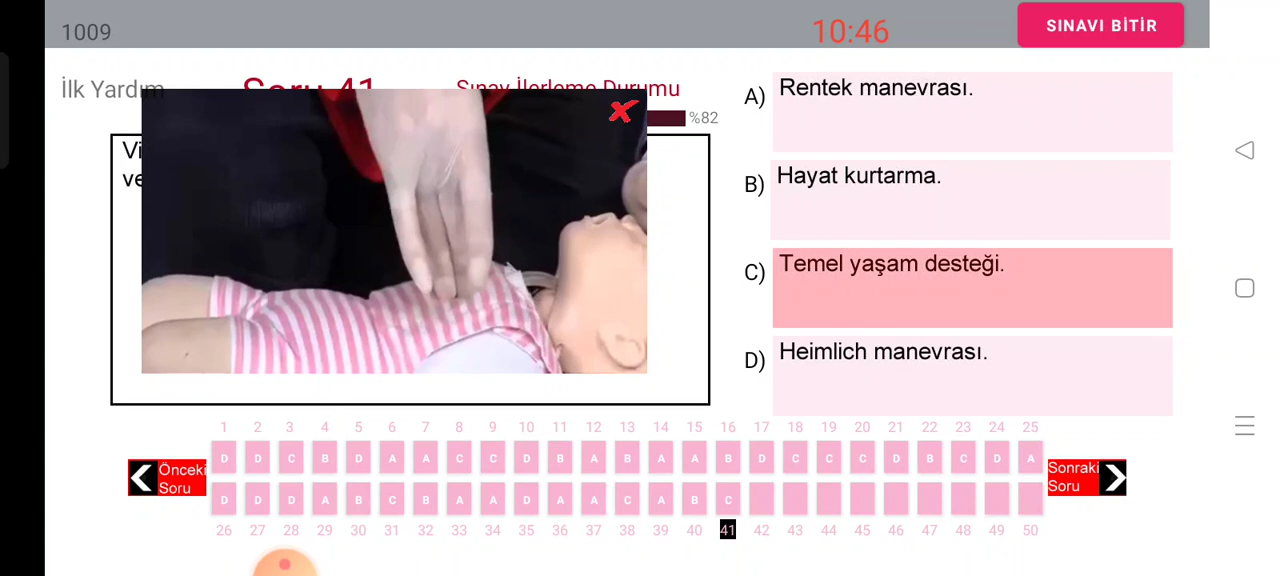 1009
10:46
SINAVI BİTİR
İlk Yardım
Soru 41
Sınav İlerleme Durumu
%82
A) Rentek manevrası.
B) Hayat kurtarma.
C) Temel yaşam desteği.
D) Heimlich manevrası.
1 2 3 4 5 6 7 8 9 10 11 12 13 14 15 16 17 18 19 20 21 22 23 24 25
D D C B D A A C C D B A B A A B D C C C D B C D A
Önceki
Soru
Sonraki
Soru
D D D A B C B A A D A A C A B C
26 27 28 29 30 31 32 33 34 35 36 37 38 39 40 41 42 43 44 45 46 47 48 49 50